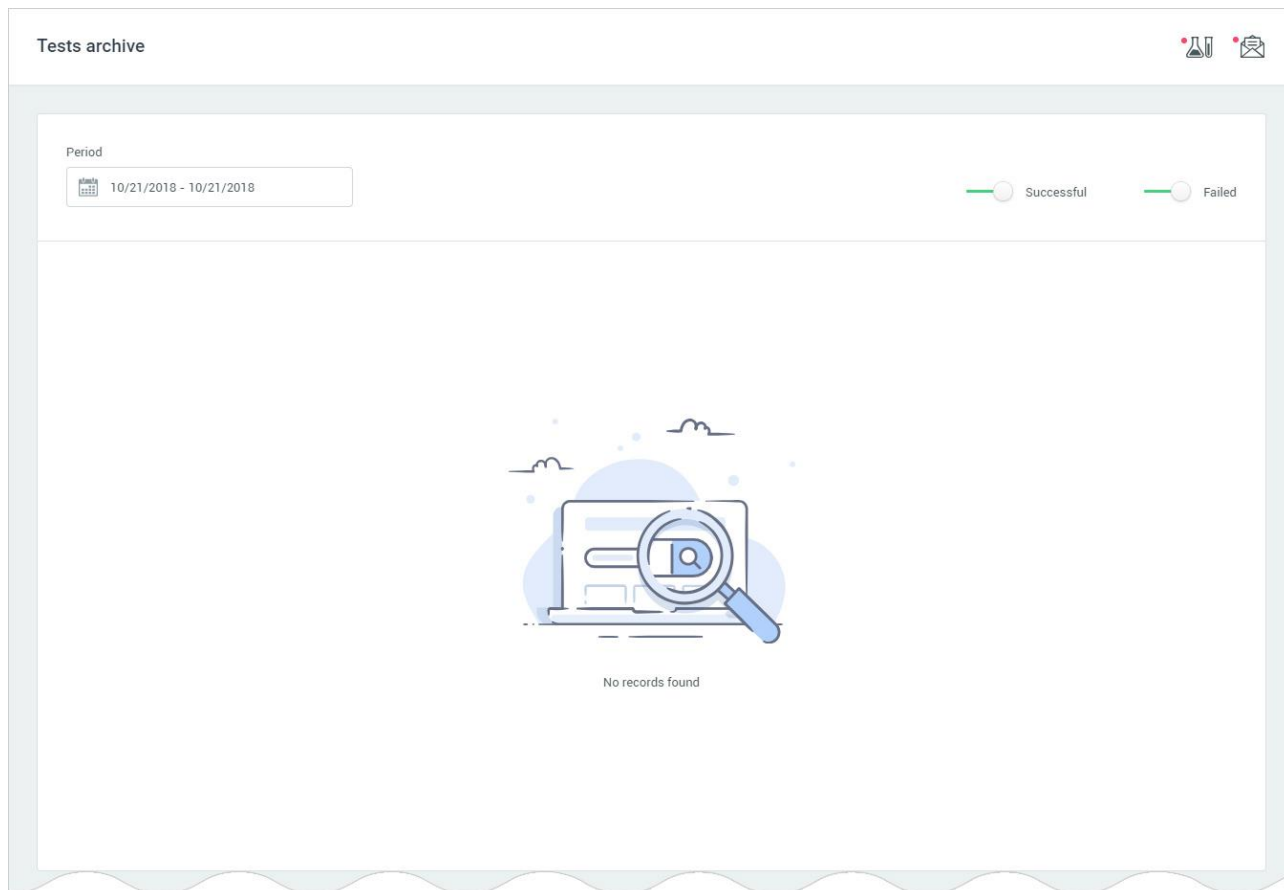 Tests archive
Period
10/21/2018 - 10/21/2018
Successful
Failed
No records found